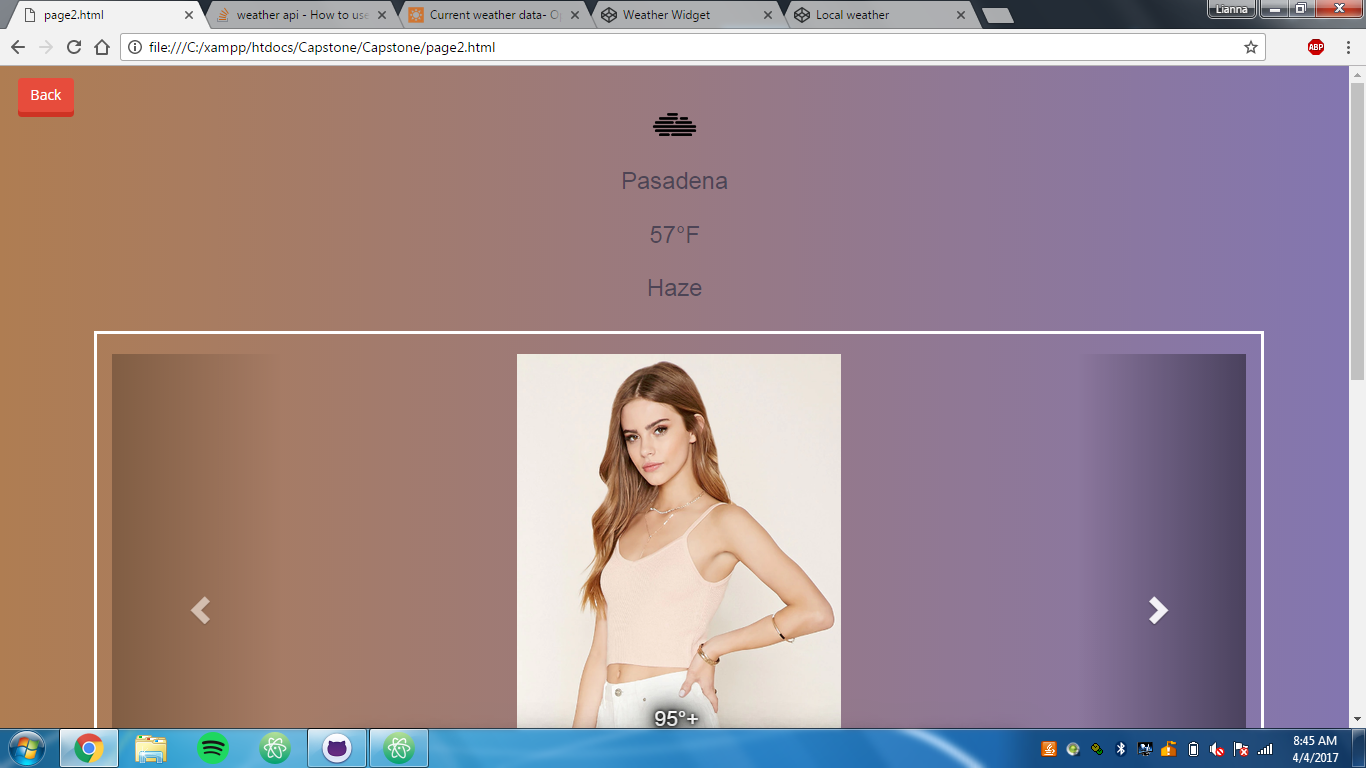 page2.html
weather api - How to use
Current weather data- Op
Weather Widget
Local weather
Lianna
file:///C:/xampp/htdocs/Capstone/Capstone/page2.html
ABP
Back
Pasadena
57°F
Haze
95°+
8:45 AM
4/4/2017